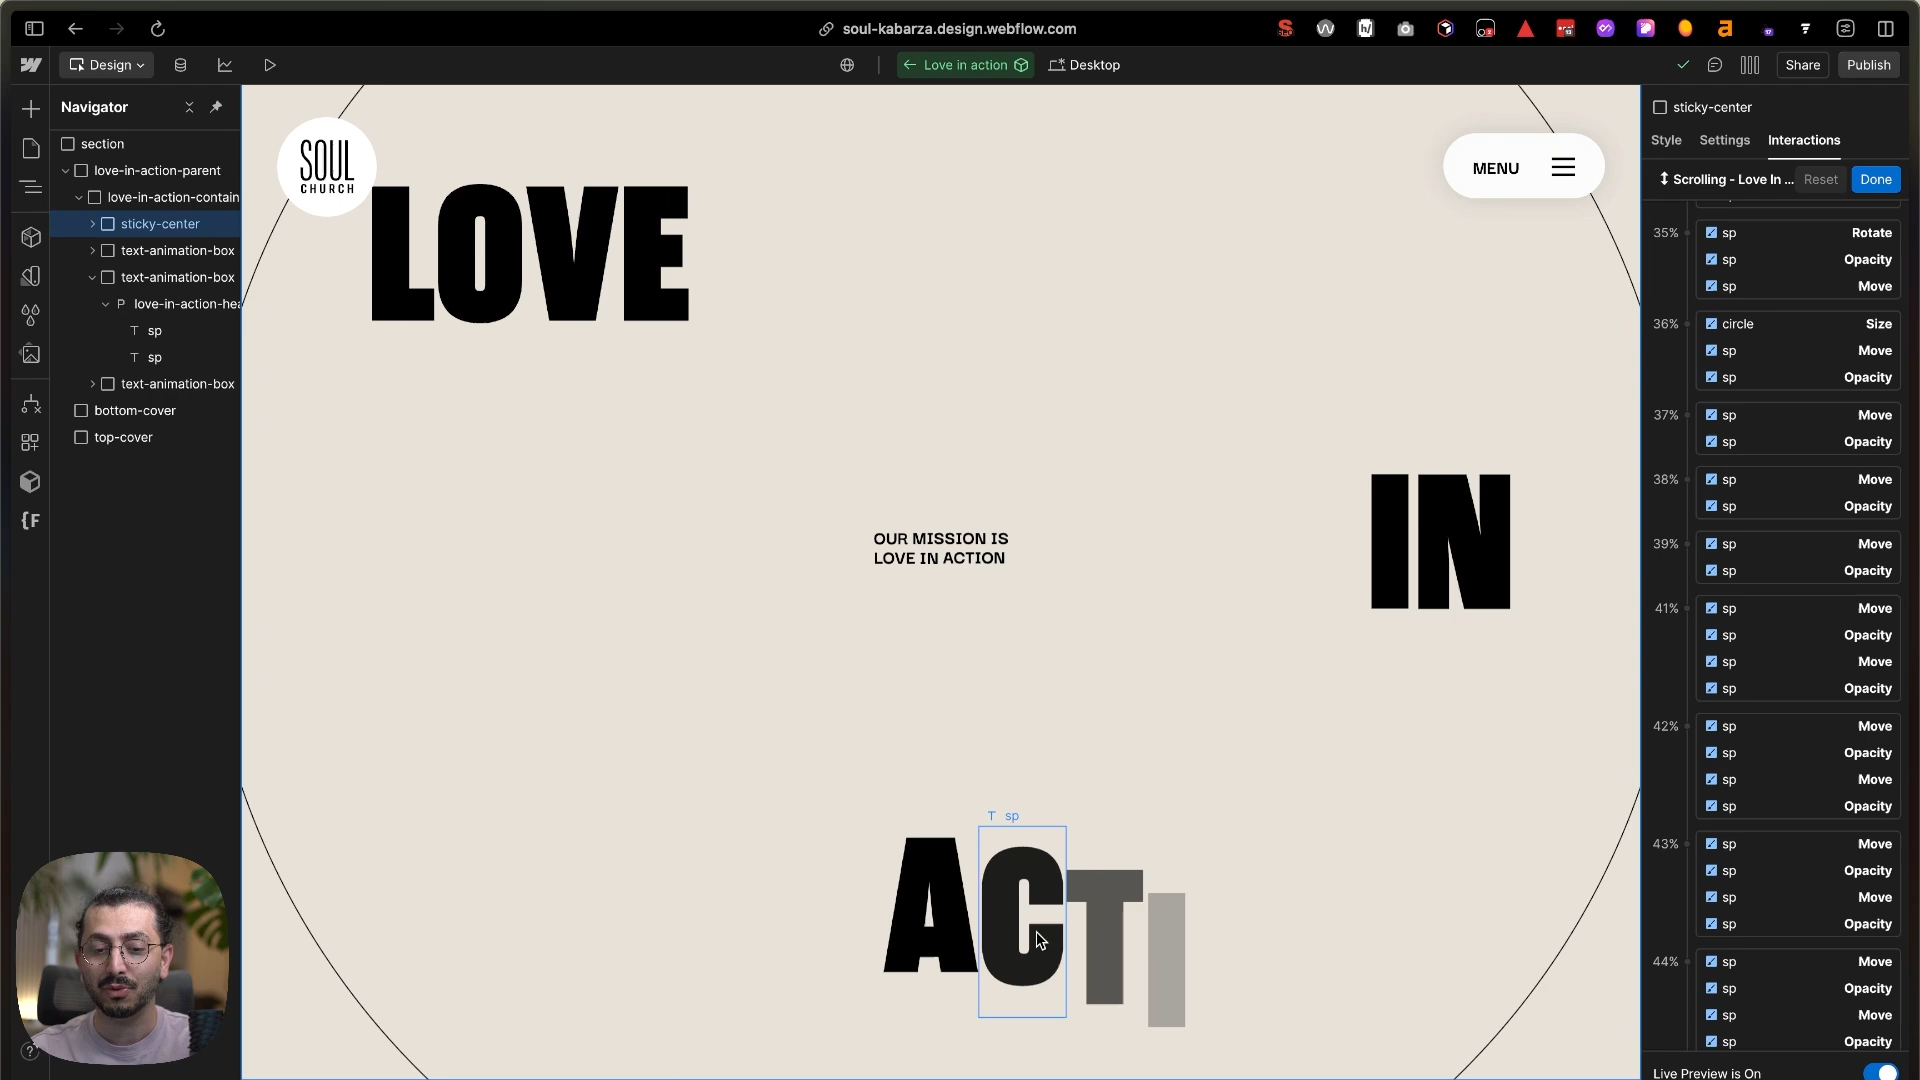 soul-kabarza.design.webflow.com
Design
Love in action
Desktop
Share
Publish
Navigator
section
love-in-action-parent
love-in-action-contain
sticky-center
text-animation-box
text-animation-box
P love-in-action-hea
T sp
T sp
text-animation-box
bottom-cover
top-cover
SOUL
CHURCH
MENU
LOVE
IN
OUR MISSION IS
LOVE IN ACTION
T sp
ACTI
sticky-center
Style Settings Interactions
Scrolling - Love In ... Reset Done
35% sp Rotate
sp Opacity
sp Move
36% circle Size
sp Move
sp Opacity
37% sp Move
sp Opacity
38% sp Move
sp Opacity
39% sp Move
sp Opacity
41% sp Move
sp Opacity
sp Move
sp Opacity
42% sp Move
sp Opacity
sp Move
sp Opacity
43% sp Move
sp Opacity
sp Move
sp Opacity
44% sp Move
sp Opacity
sp Move
sp Opacity
Live Preview is On